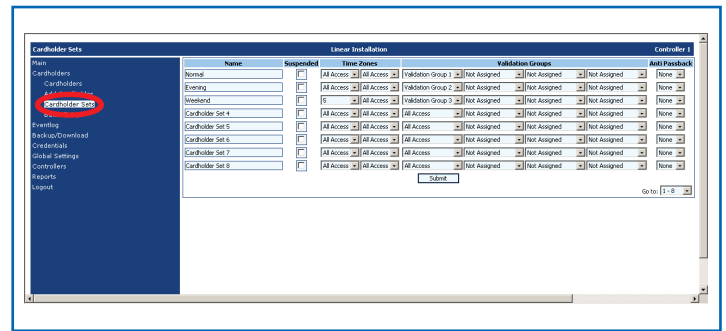 Cardholder Sets Linear Installation Controller 1
Main
Cardholders
Cardholders
Cardholder Sets
Eventlog
Backup/Download
Credentials
Global Settings
Controllers
Reports
Logout
Name Suspended Time Zones Validation Groups Anti Passback
Normal All Access All Access Validation Group 1 Not Assigned Not Assigned Not Assigned None
Evening All Access All Access Validation Group 2 Not Assigned Not Assigned Not Assigned None
Weekend 5 All Access Validation Group 3 Not Assigned Not Assigned Not Assigned None
Cardholder Set 4 All Access All Access All Access Not Assigned Not Assigned Not Assigned None
Cardholder Set 5 All Access All Access All Access Not Assigned Not Assigned Not Assigned None
Cardholder Set 6 All Access All Access All Access Not Assigned Not Assigned Not Assigned None
Cardholder Set 7 All Access All Access All Access Not Assigned Not Assigned Not Assigned None
Cardholder Set 8 All Access All Access All Access Not Assigned Not Assigned Not Assigned None
Submit
Go to: 1 - 8